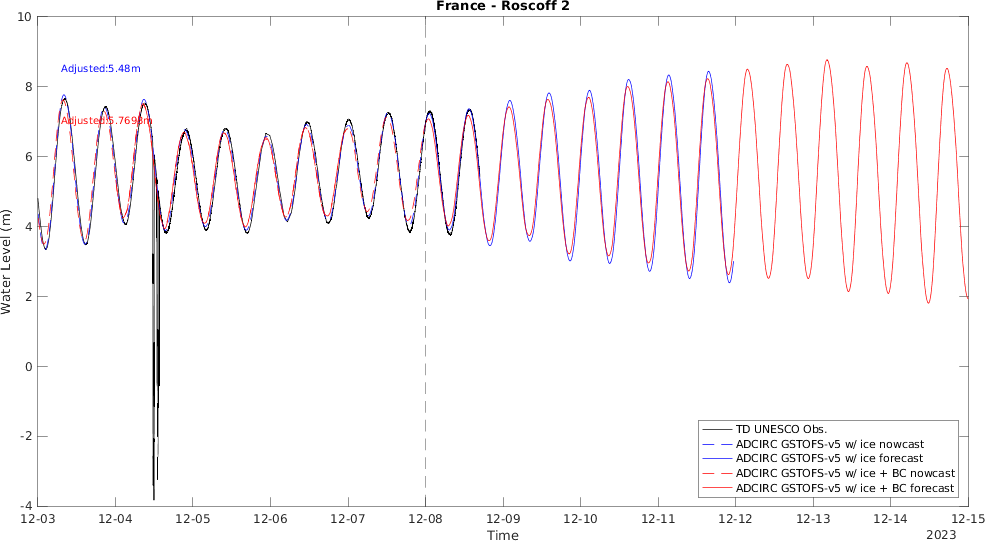 France - Roscoff 2
10
8
6
4
2
0
-2
-4
Water Level (m)
Adjusted:5.48m
Adjusted:5.7698m
TD UNESCO Obs.
ADCIRC GSTOFS-v5 w/ ice nowcast
ADCIRC GSTOFS-v5 w/ ice forecast
ADCIRC GSTOFS-v5 w/ ice + BC nowcast
ADCIRC GSTOFS-v5 w/ ice + BC forecast
12-03 12-04 12-05 12-06 12-07 12-08 12-09 12-10 12-11 12-12 12-13 12-14 12-15
Time
2023